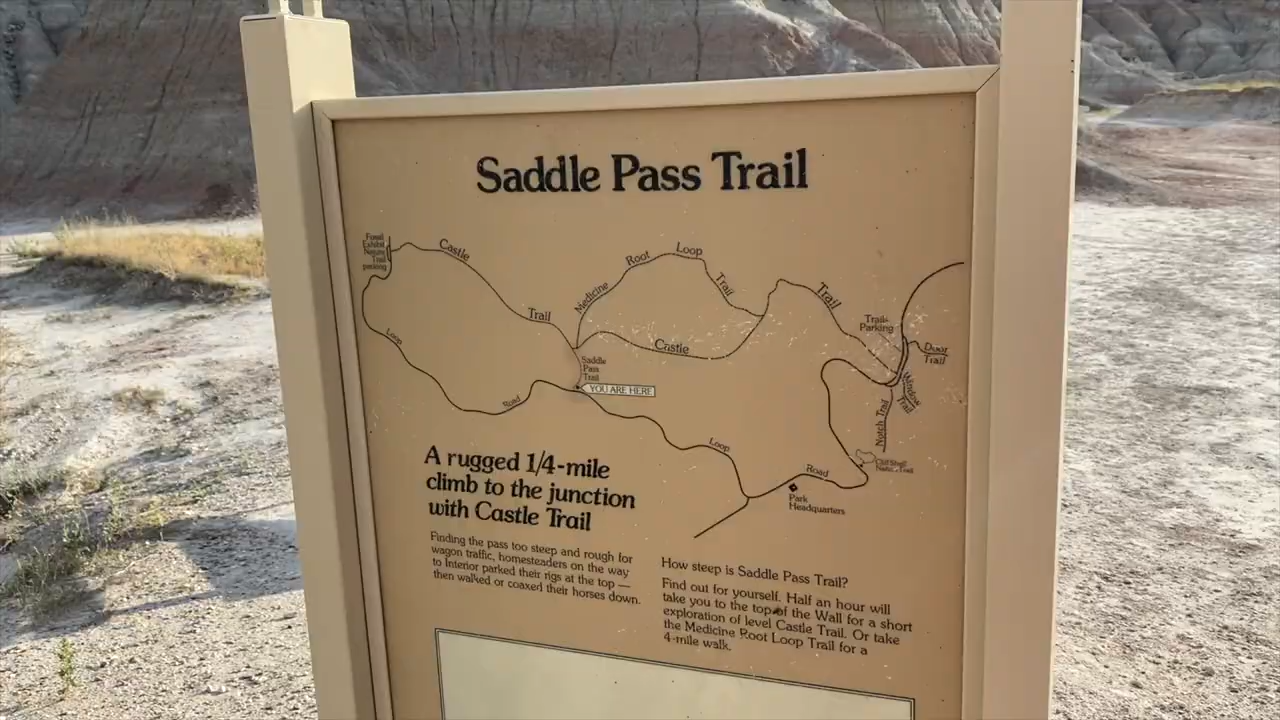 Saddle Pass Trail
Fossil
Exhibit
Nature
Trail
parking
Castle
Trail
Medicine
Root
Loop
Trail
Trail
Castle
Trail
Parking
Door
Trail
Window
Trail
Notch Trail
Cliff Shelf
Saddle
Pass
Trail
YOU ARE HERE
Loop
Road
Loop
Road
Park
Headquarters
A rugged 1/4-mile
climb to the junction
with Castle Trail
Finding the pass too steep and rough for
wagon traffic, homesteaders on the way
to Interior parked their rigs at the top —
then walked or coaxed their horses down.
How steep is Saddle Pass Trail?
Find out for yourself. Half an hour will
take you to the top of the Wall for a short
exploration of level Castle Trail. Or take
the Medicine Root Loop Trail for a
4-mile walk.